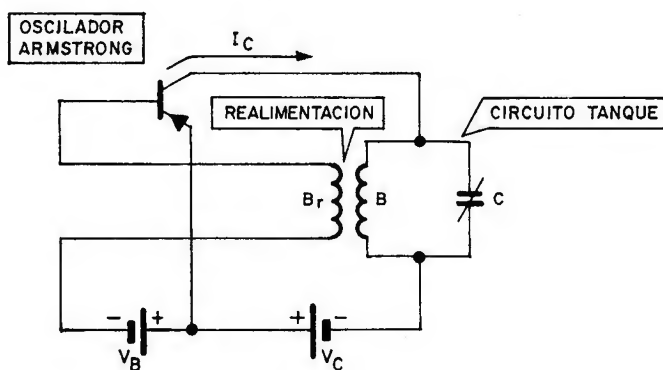 OSCILADOR
ARMSTRONG
I_C
REALIMENTACION
CIRCUITO TANQUE
B_r
B
C
- +
+ -
V_B
V_C